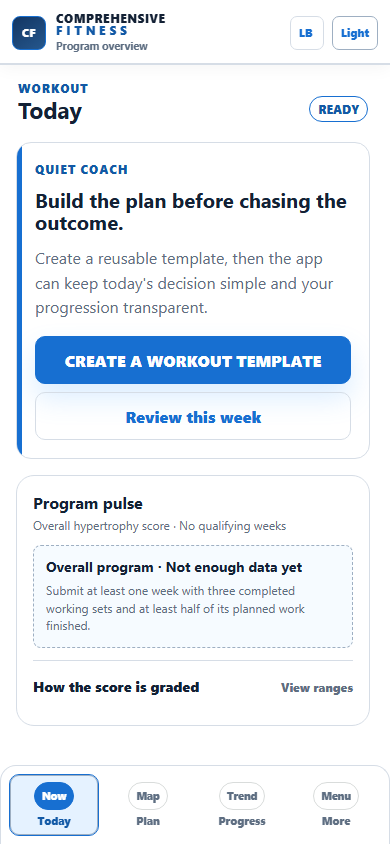 CF
COMPREHENSIVE
FITNESS
Program overview
LB
Light
WORKOUT
Today
READY
QUIET COACH
Build the plan before chasing the
outcome.
Create a reusable template, then the app
can keep today's decision simple and your
progression transparent.
CREATE A WORKOUT TEMPLATE
Review this week
Program pulse
Overall hypertrophy score · No qualifying weeks
Overall program · Not enough data yet
Submit at least one week with three completed
working sets and at least half of its planned work
finished.
How the score is graded
View ranges
Now
Today
Map
Plan
Trend
Progress
Menu
More